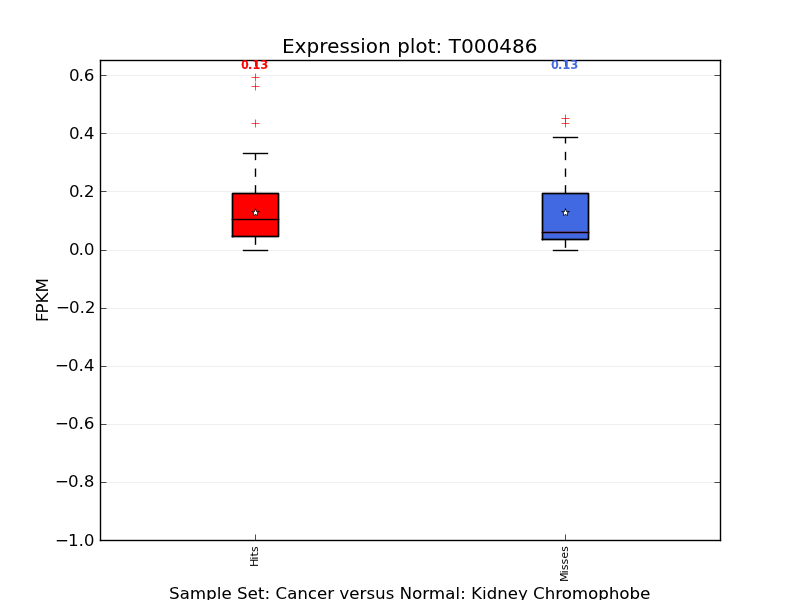 Expression plot: T000486
0.13
0.13
0.6
0.4
0.2
0.0
−0.2
−0.4
−0.6
−0.8
−1.0
FPKM
Hits
Misses
Sample Set: Cancer versus Normal: Kidney Chromophobe